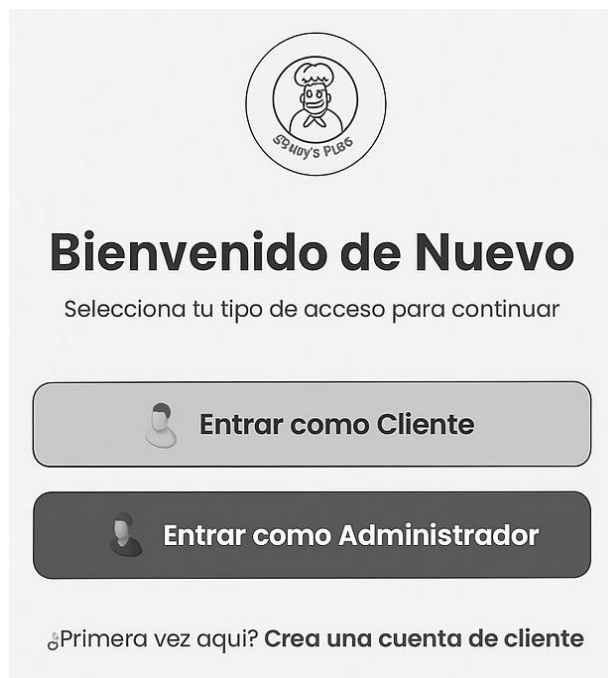 Bienvenido de Nuevo
Selecciona tu tipo de acceso para continuar
Entrar como Cliente
Entrar como Administrador
¿Primera vez aqui? Crea una cuenta de cliente